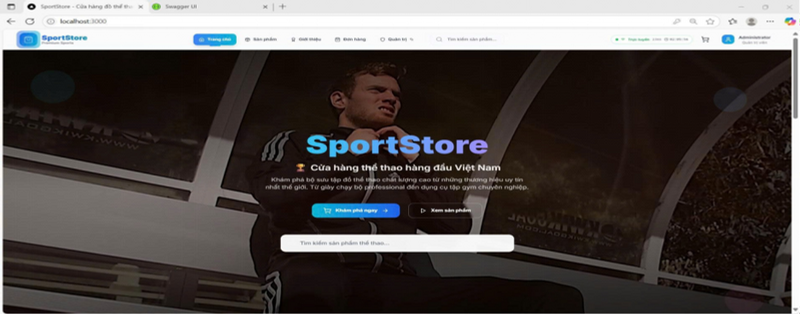 SportStore - Cửa hàng đồ thể tha
Swagger UI
localhost:3000
SportStore
Premium Sports
Trang chủ
Sản phẩm
Giới thiệu
Đơn hàng
Quản trị
Tìm kiếm sản phẩm...
Administrator
Quản trị viên
SportStore
Cửa hàng thể thao hàng đầu Việt Nam
Khám phá bộ sưu tập đồ thể thao chất lượng cao từ những thương hiệu uy tín
nhất thế giới. Từ giày chạy bộ professional đến dụng cụ tập gym chuyên nghiệp.
Khám phá ngay
Xem sản phẩm
Tìm kiếm sản phẩm thể thao...